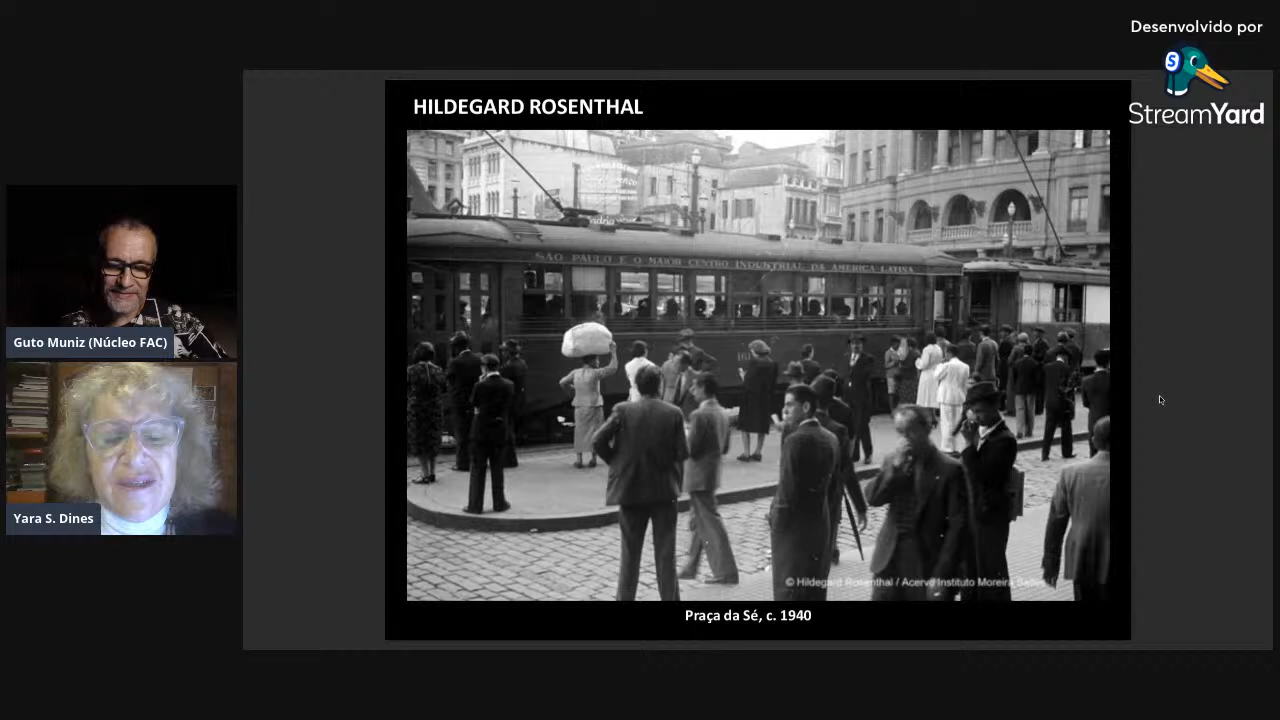 Desenvolvido por
StreamYard
HILDEGARD ROSENTHAL
SÃO PAULO E O MAIOR CENTRO INDUSTRIAL DA AMERICA LATINA
© Hildegard Rosenthal / Acervo Instituto Moreira Salles
Praça da Sé, c. 1940
Guto Muniz (Núcleo FAC)
Yara S. Dines